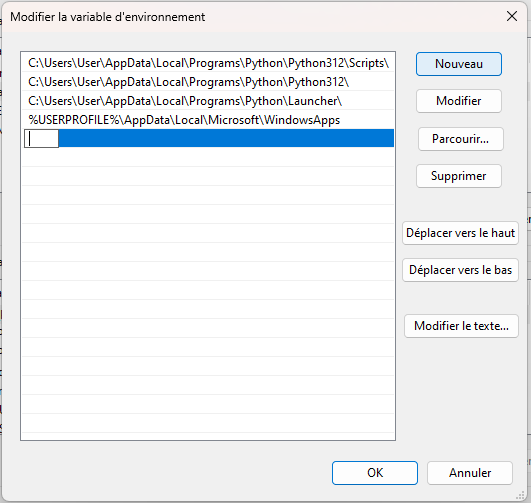 Modifier la variable d'environnement
C:\Users\User\AppData\Local\Programs\Python\Python312\Scripts\
C:\Users\User\AppData\Local\Programs\Python\Python312\
C:\Users\User\AppData\Local\Programs\Python\Launcher\
%USERPROFILE%\AppData\Local\Microsoft\WindowsApps
Nouveau
Modifier
Parcourir...
Supprimer
Déplacer vers le haut
Déplacer vers le bas
Modifier le texte...
OK
Annuler